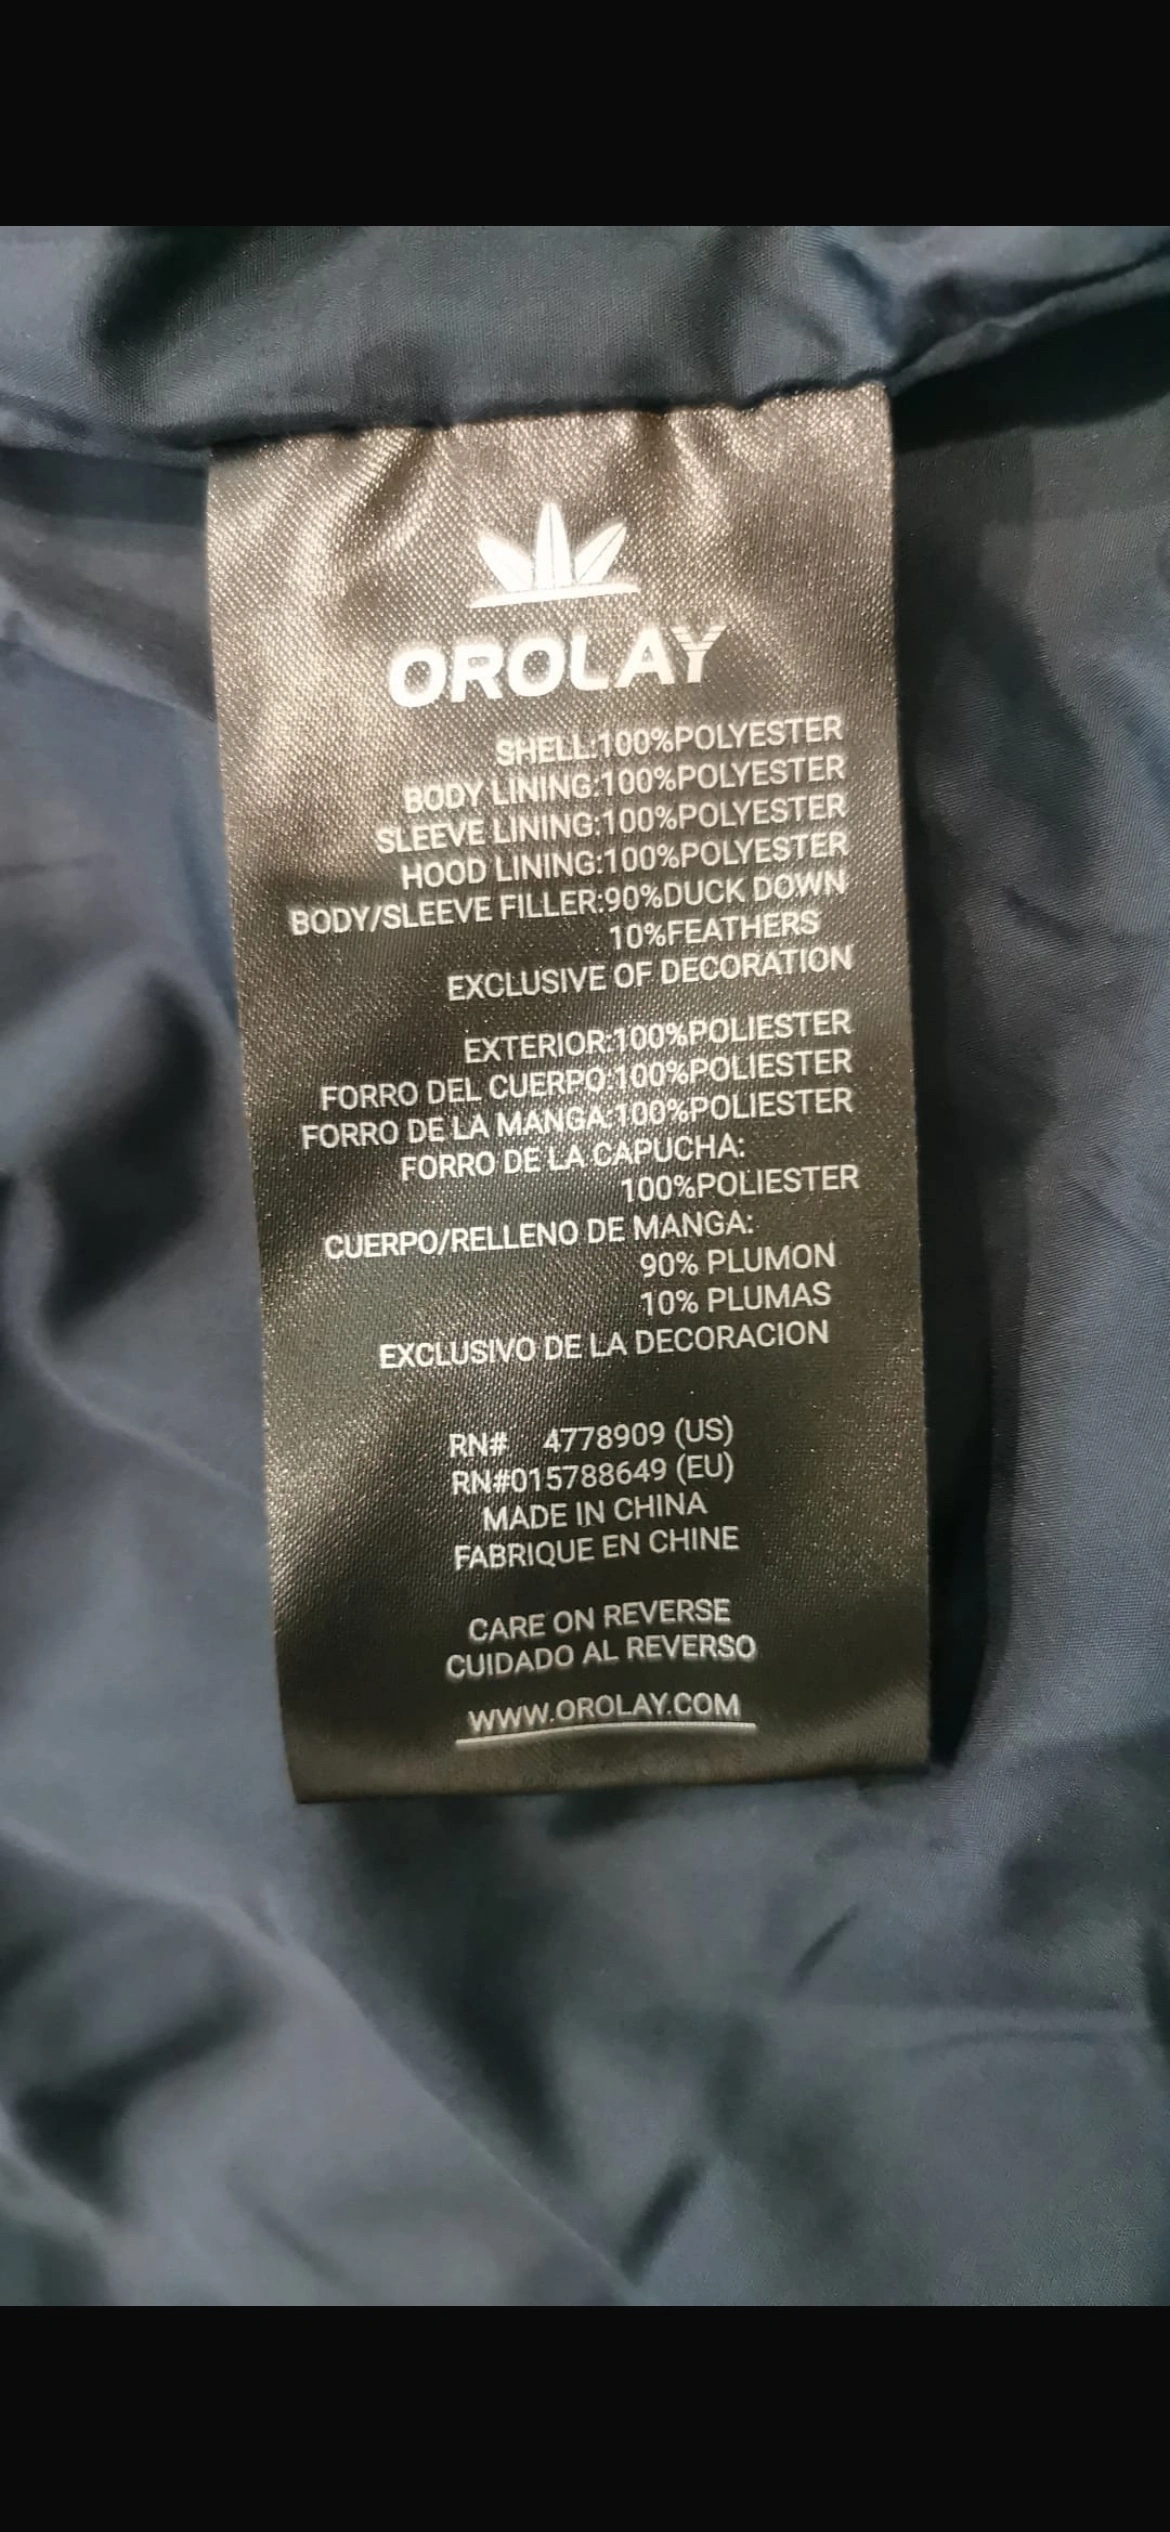 OROLAY
SHELL:100%POLYESTER
BODY LINING:100%POLYESTER
SLEEVE LINING:100%POLYESTER
HOOD LINING:100%POLYESTER
BODY/SLEEVE FILLER:90%DUCK DOWN
10%FEATHERS
EXCLUSIVE OF DECORATION
EXTERIOR:100%POLIESTER
FORRO DEL CUERPO:100%POLIESTER
FORRO DE LA MANGA:100%POLIESTER
FORRO DE LA CAPUCHA:
100%POLIESTER
CUERPO/RELLENO DE MANGA:
90% PLUMON
10% PLUMAS
EXCLUSIVO DE LA DECORACION
RN# 4778909 (US)
RN#015788649 (EU)
MADE IN CHINA
FABRIQUE EN CHINE
CARE ON REVERSE
CUIDADO AL REVERSO
WWW.OROLAY.COM